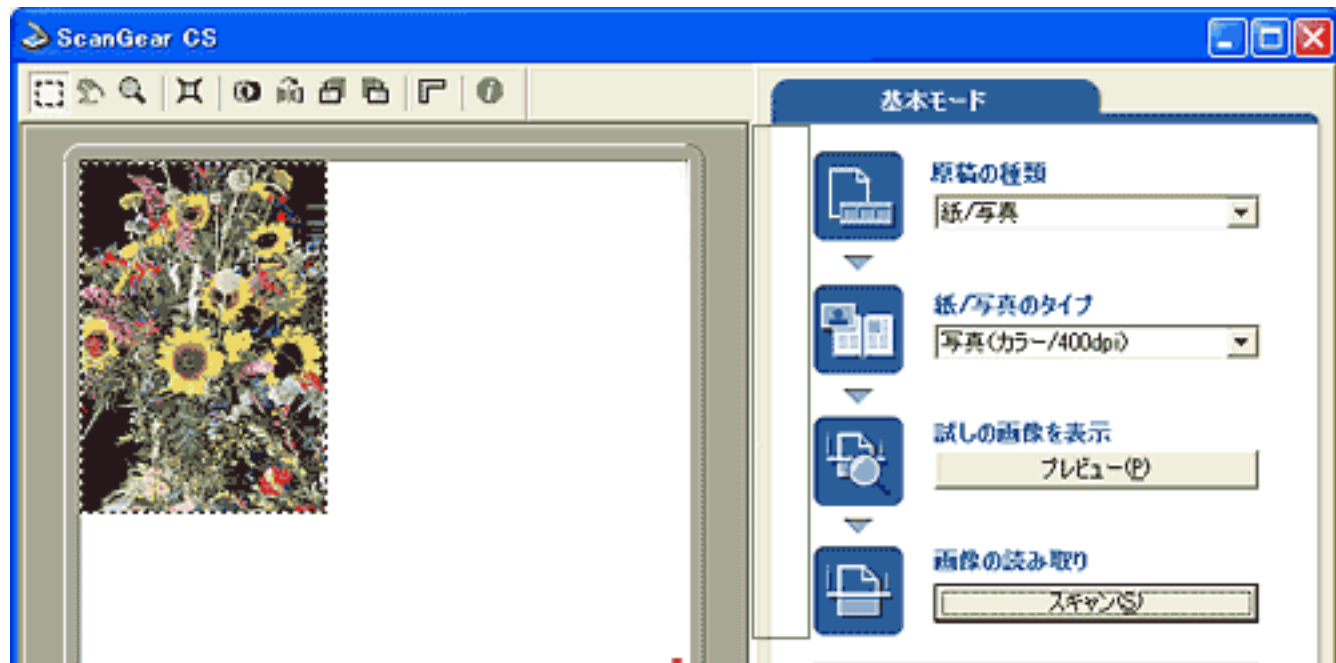 ScanGear CS
基本モード
原稿の種類
紙/写真
紙/写真のタイプ
写真(カラー/400dpi)
試しの画像を表示
プレビュー(P)
画像の読み取り
スキャン(S)